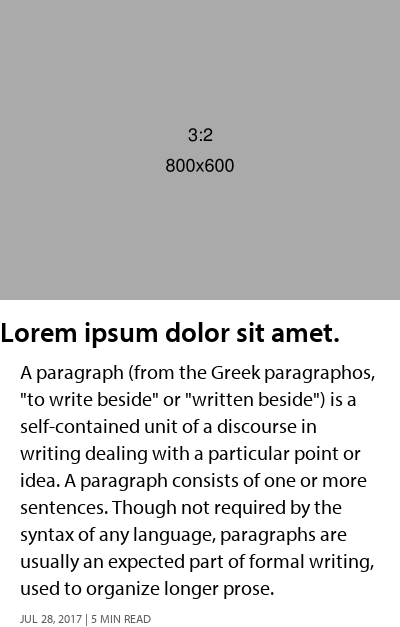 3:2
800x600
Lorem ipsum dolor sit amet.
A paragraph (from the Greek paragraphos,
"to write beside" or "written beside") is a
self-contained unit of a discourse in
writing dealing with a particular point or
idea. A paragraph consists of one or more
sentences. Though not required by the
syntax of any language, paragraphs are
usually an expected part of formal writing,
used to organize longer prose.
JUL 28, 2017 | 5 MIN READ